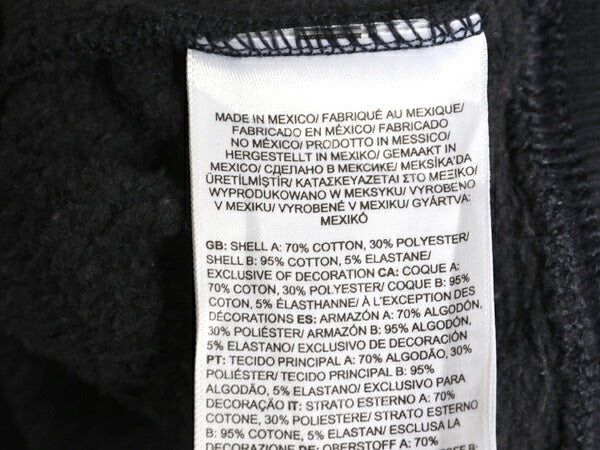 MADE IN MEXICO/ FABRIQUÉ AU MEXIQUE/
FABRICADO EN MÉXICO/ FABRICADO
NO MÉXICO/ PRODOTTO IN MESSICO/
HERGESTELLT IN MEXIKO/ GEMAAKT IN
MEXICO/ СДЕЛАНО В МЕКСИКЕ/ MEKSİKA'DA
ÜRETİLMİŞTİR/ ΚΑΤΑΣΚΕΥΑΖΕΤΑΙ ΣΤΟ ΜΕΞΙΚΟ/
WYPRODUKOWANO W MEKSYKU/ VYROBENO
V MEXIKU/ VYROBENÉ V MEXIKU/ GYÁRTVA:
MEXIKÓ
GB: SHELL A: 70% COTTON, 30% POLYESTER/
SHELL B: 95% COTTON, 5% ELASTANE/
EXCLUSIVE OF DECORATION CA: COQUE A:
70% COTON, 30% POLYESTER/ COQUE B: 95%
COTON, 5% ÉLASTHANNE/ À L'EXCEPTION DES
DÉCORATIONS ES: ARMAZÓN A: 70% ALGODÓN,
30% POLIÉSTER/ ARMAZÓN B: 95% ALGODÓN,
5% ELASTANO/ EXCLUSIVO DE DECORACIÓN
PT: TECIDO PRINCIPAL A: 70% ALGODÃO, 30%
POLIÉSTER/ TECIDO PRINCIPAL B: 95%
ALGODÃO, 5% ELASTANO/ EXCLUSIVO PARA
DECORAÇÃO IT: STRATO ESTERNO A: 70%
COTONE, 30% POLIESTERE/ STRATO ESTERNO
B: 95% COTONE, 5% ELASTAN/ ESCLUSA LA
DECORAZIONE DE: OBERSTOFF A: 70%